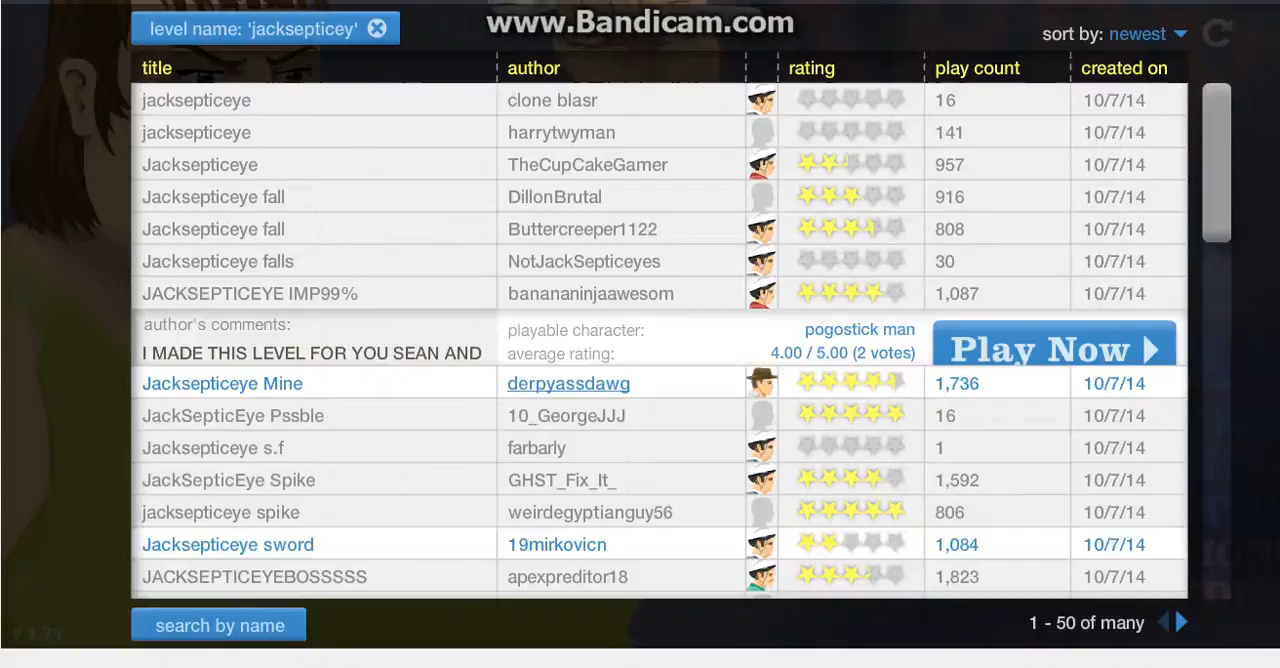 level name: 'jacksepticey'
www.Bandicam.com
sort by: newest
title author rating play count created on
jacksepticeye clone blasr 16 10/7/14
jacksepticeye harrytwyman 141 10/7/14
Jacksepticeye TheCupCakeGamer 957 10/7/14
Jacksepticeye fall DillonBrutal 916 10/7/14
Jacksepticeye fall Buttercreeper1122 808 10/7/14
Jacksepticeye falls NotJackSepticeyes 30 10/7/14
JACKSEPTICEYE IMP99% banananinjaawesom 1,087 10/7/14
author's comments: playable character: pogostick man
I MADE THIS LEVEL FOR YOU SEAN AND average rating: 4.00 / 5.00 (2 votes) Play Now
Jacksepticeye Mine derpyassdawg 1,736 10/7/14
JackSepticEye Pssble 10_GeorgeJJJ 16 10/7/14
Jacksepticeye s.f farbarly 1 10/7/14
JackSepticEye Spike GHST_Fix_It_ 1,592 10/7/14
jacksepticeye spike weirdegyptianguy56 806 10/7/14
Jacksepticeye sword 19mirkovicn 1,084 10/7/14
JACKSEPTICEYEBOSSSSS apexpreditor18 1,823 10/7/14
search by name 1 - 50 of many